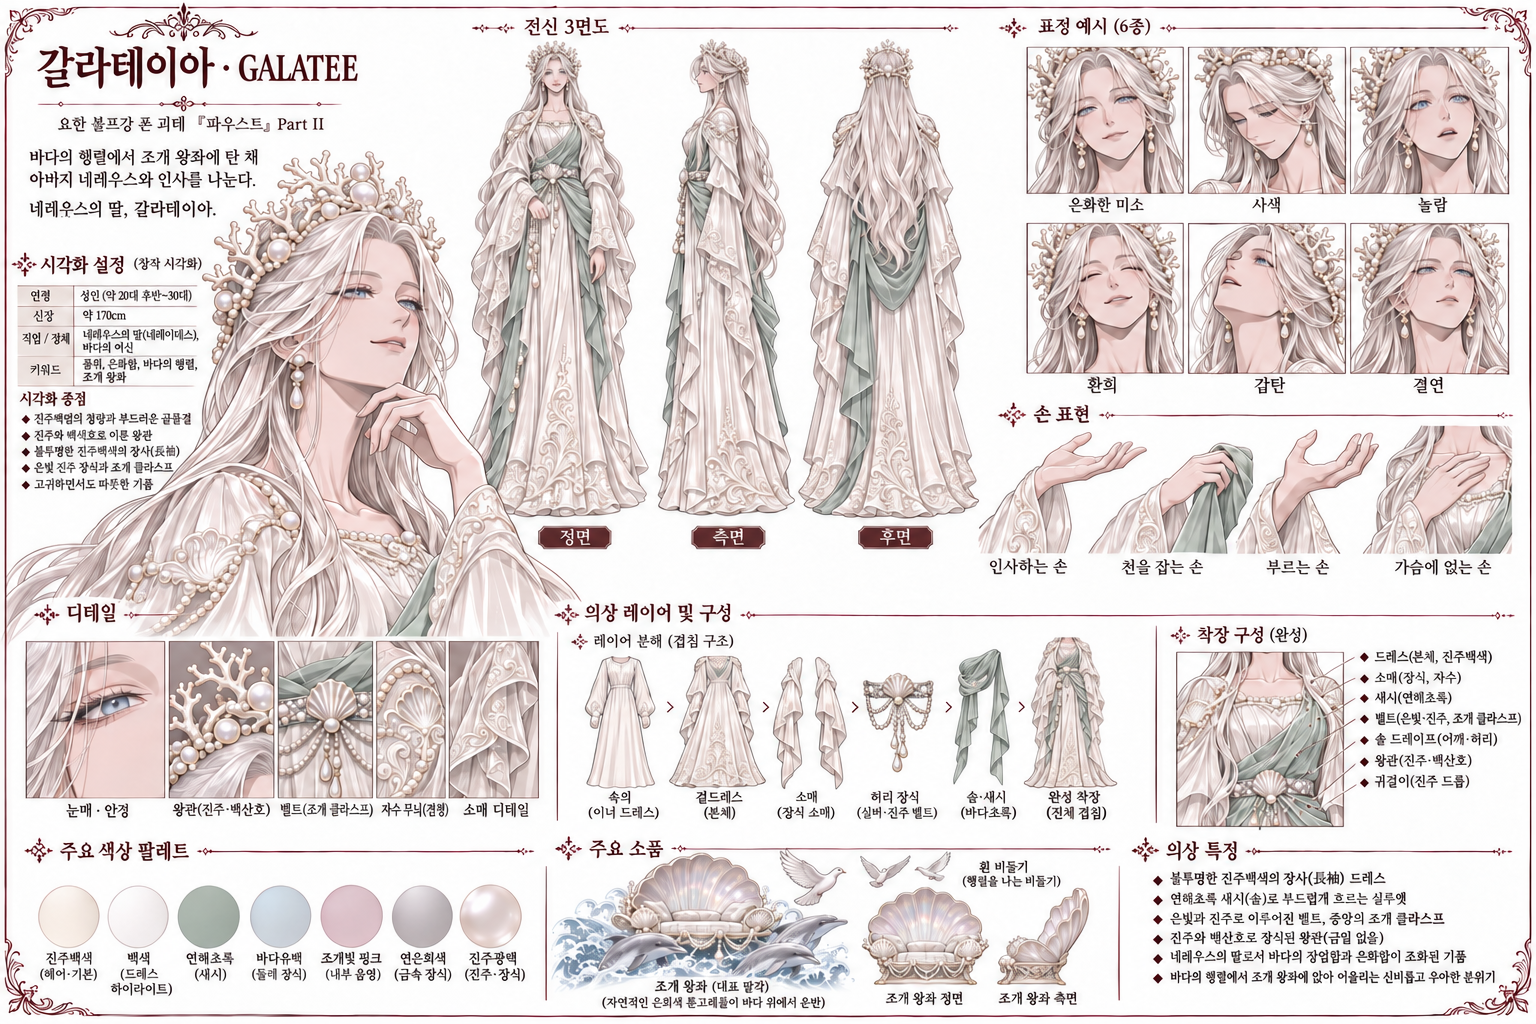 갈라테이아 · GALATEE
요한 볼프강 폰 괴테 『파우스트』 Part II
바다의 행렬에서 조개 왕좌에 탄 채
아바지 네레우스와 인사를 나눈다.
네레우스의 딸, 갈라테이아.
시각화 설정 (창작 시각화)
연령 성인 (약 20대 후반~30대)
신장 약 170cm
직업 / 정체 네레우스의 딸(네레이데스),
바다의 여신
키워드 품위, 은화함, 바다의 행렬,
조개 왕화
시각화 중점
진주와 백색호로 이룬 왕관
불투명한 진주백색의 장사(長袖)
은빛 진주 장식과 조개 클라스프
고귀하면서도 따뜻한 기품
전신 3면도
정면
측면
후면
표정 예시 (6종)
은화한 미소
사색
놀람
환희
감탄
결연
손 표현
인사하는 손
천을 잡는 손
부르는 손
가슴에 얹는 손
디테일
눈매 · 안정
왕관(진주·백산호)
벨트(조개 클라스프)
자수 무늬
소매 디테일
의상 레이어 및 구성
레이어 분해 (겹침 구조)
속의
(이너 드레스)
겉드레스
(본체)
소매
(장식 소매)
허리 장식
(실버·진주 벨트)
숄·새시
(바다초록)
완성 착장
(전체 겹침)
착장 구성 (완성)
드레스(본체, 진주백색)
소매(장식, 자수)
새시(연해초록)
벨트(은빛·진주, 조개 클라스프)
숄 드레이프(어깨·허리)
왕관(진주·백산호)
귀걸이(진주 드롭)
주요 색상 팔레트
진주백색
(헤어·기본)
백색
(드레스
하이라이트)
연해초록
(새시)
바다유백
(둘레 장식)
조개빛 핑크
(내부 음영)
연은회색
(금속 장식)
진주광택
(진주·장식)
주요 소품
흰 비둘기
(행렬을 나는 비둘기)
조개 왕좌 (대표 말각)
(자연적인 은회색 룬고레들이 바다 위에서 운반)
조개 왕좌 정면
조개 왕좌 측면
의상 특정
불투명한 진주백색의 장사(長袖) 드레스
연해초록 새시(숄)로 부드럽개 흐르는 실루엣
은빛과 진주로 이루어진 벨트, 중앙의 조개 클라스프
진주와 백산호로 장식된 왕관(금일 없음)
네레우스의 딸로서 바다의 장엄함과 은화함이 조화된 기품
바다의 행렬에서 조개 왕좌에 앉아 어울리는 신비롭고 우아한 분위기